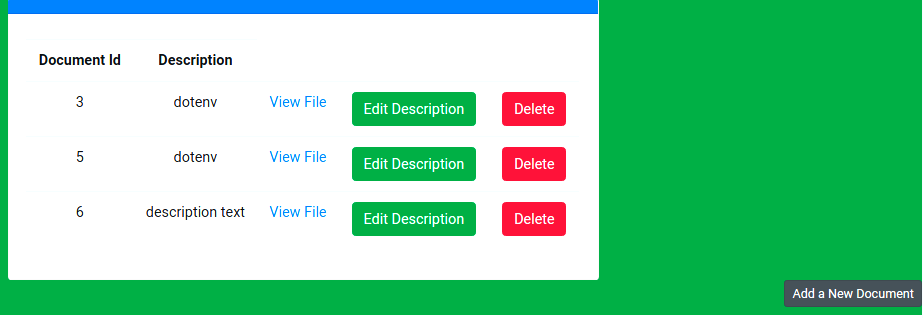 Document Id Description
3 dotenv View File Edit Description Delete
5 dotenv View File Edit Description Delete
6 description text View File Edit Description Delete
Add a New Document